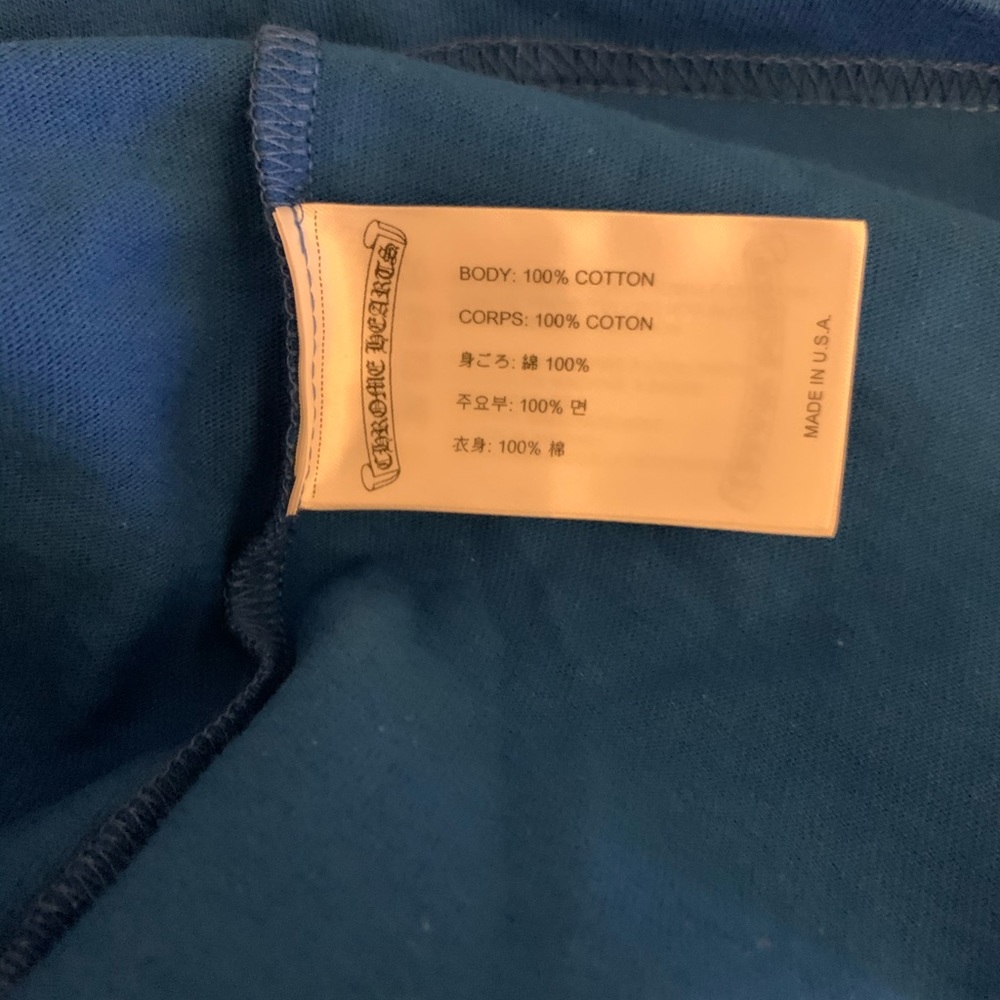 CHROME HEARTS
BODY: 100% COTTON
CORPS: 100% COTON
身ごろ: 綿 100%
주요부: 100% 면
衣身: 100% 棉
MADE IN U.S.A.